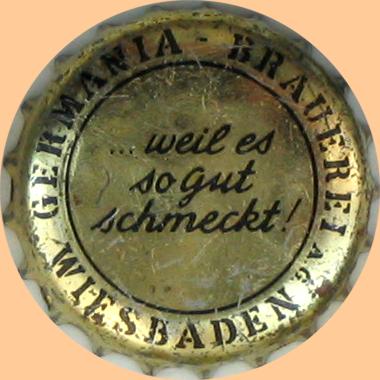 GERMANIA - BRAUEREI A.G.
WIESBADEN
... weil es
so gut
schmeckt!